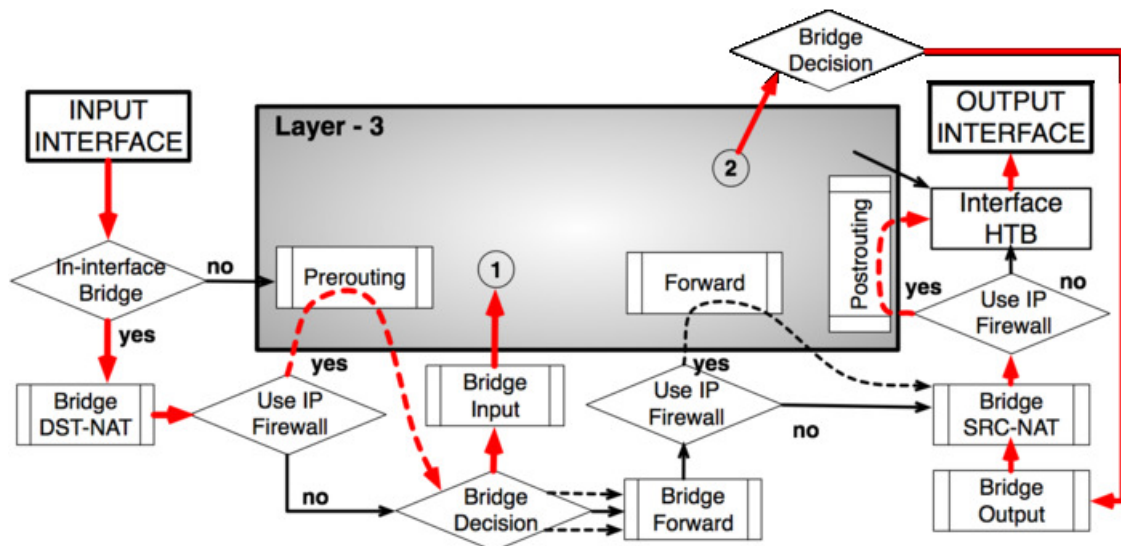 Bridge
Decision
INPUT
INTERFACE
Layer - 3
OUTPUT
INTERFACE
2
Interface
HTB
Postrouting
In-interface
Bridge
no
Prerouting
1
Forward
yes
no
Use IP
Firewall
yes
yes
yes
Bridge
DST-NAT
Use IP
Firewall
Bridge
Input
Use IP
Firewall
no
Bridge
SRC-NAT
no
Bridge
Decision
Bridge
Forward
Bridge
Output